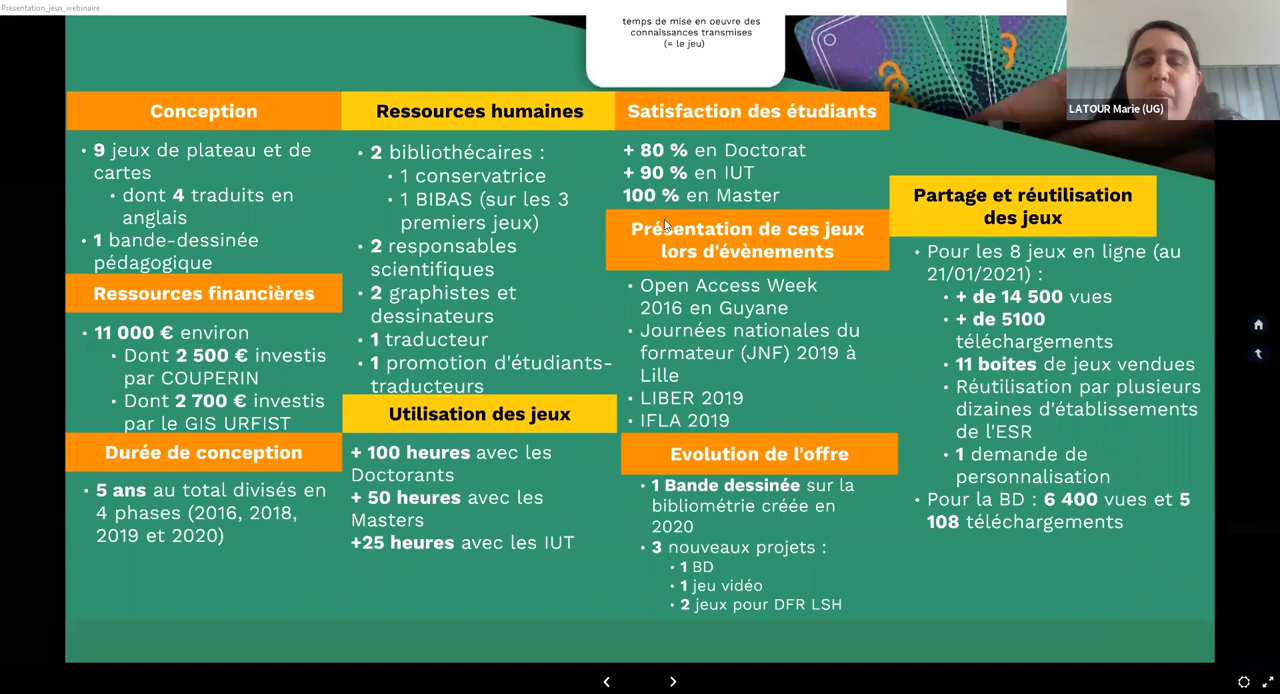 Presentation_jeux_webinaire
temps de mise en oeuvre des
connaissances transmises
(= le jeu)
LATOUR Marie (UG)
Conception
• 9 jeux de plateau et de
cartes
• dont 4 traduits en
anglais
• 1 bande-dessinée
pédagogique
Ressources financières
• 11 000 € environ
• Dont 2 500 € investis
par COUPERIN
• Dont 2 700 € investis
par le GIS URFIST
Durée de conception
• 5 ans au total divisés en
4 phases (2016, 2018,
2019 et 2020)
Ressources humaines
• 2 bibliothécaires :
• 1 conservatrice
• 1 BIBAS (sur les 3
premiers jeux)
• 2 responsables
scientifiques
• 2 graphistes et
dessinateurs
• 1 traducteur
• 1 promotion d'étudiants-
traducteurs
Utilisation des jeux
+ 100 heures avec les
Doctorants
+ 50 heures avec les
Masters
+25 heures avec les IUT
Satisfaction des étudiants
+ 80 % en Doctorat
+ 90 % en IUT
100 % en Master
Présentation de ces jeux
lors d'évènements
• Open Access Week
2016 en Guyane
• Journées nationales du
formateur (JNF) 2019 à
Lille
• LIBER 2019
• IFLA 2019
Evolution de l'offre
• 1 Bande dessinée sur la
bibliométrie créée en
2020
• 3 nouveaux projets :
• 1 BD
• 1 jeu vidéo
• 2 jeux pour DFR LSH
Partage et réutilisation
des jeux
• Pour les 8 jeux en ligne (au
21/01/2021) :
• + de 14 500 vues
• + de 5100
téléchargements
• 11 boites de jeux vendues
• Réutilisation par plusieurs
dizaines d'établissements
de l'ESR
• 1 demande de
personnalisation
• Pour la BD : 6 400 vues et 5
108 téléchargements